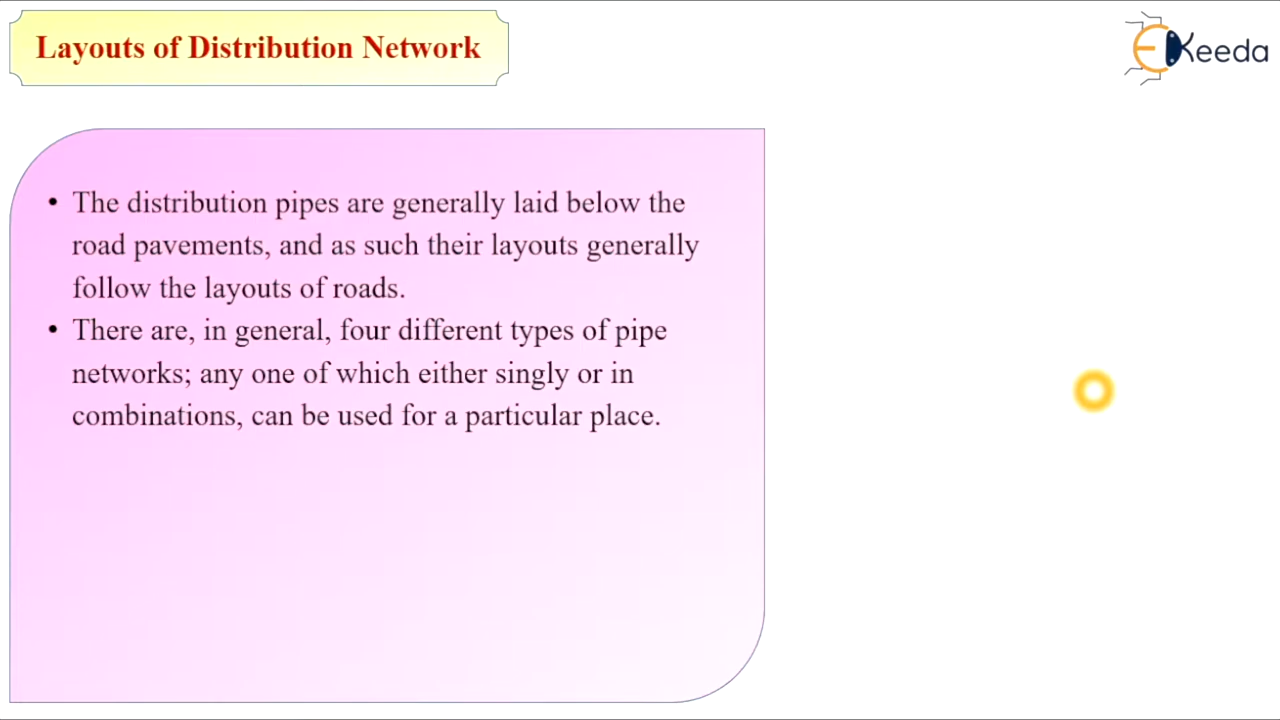 Layouts of Distribution Network
EKeeda
• The distribution pipes are generally laid below the
road pavements, and as such their layouts generally
follow the layouts of roads.
• There are, in general, four different types of pipe
networks; any one of which either singly or in
combinations, can be used for a particular place.